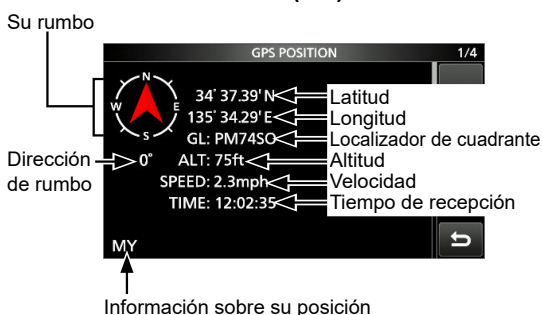 Su rumbo
GPS POSITION 1/4
N
W E
S
34° 37.39' N Latitud
135° 34.29' E Longitud
GL: PM74SO Localizador de cuadrante
Dirección de rumbo 0° ALT: 75ft Altitud
SPEED: 2.3mph Velocidad
TIME: 12:02:35 Tiempo de recepción
MY
Información sobre su posición